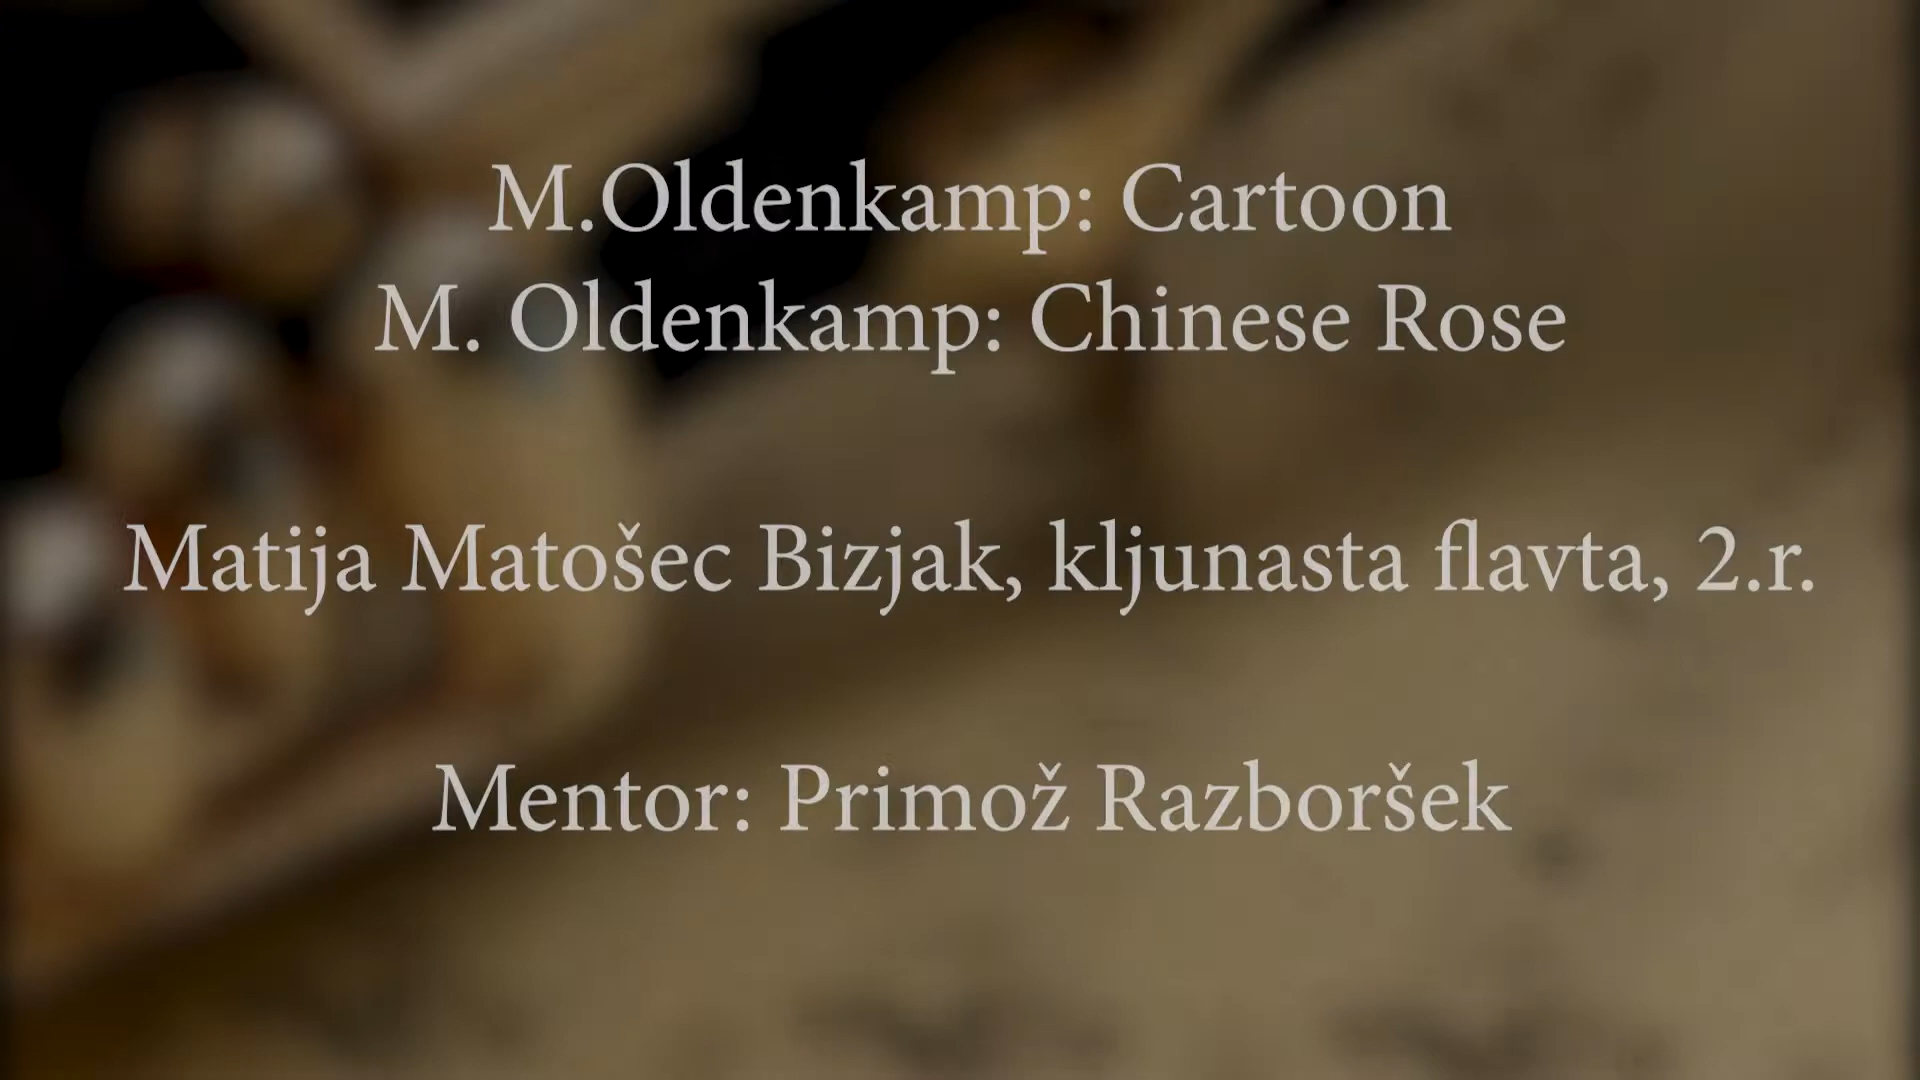 M.Oldenkamp: Cartoon
M. Oldenkamp: Chinese Rose
Matija Matošec Bizjak, kljunasta flavta, 2.r.
Mentor: Primož Razboršek